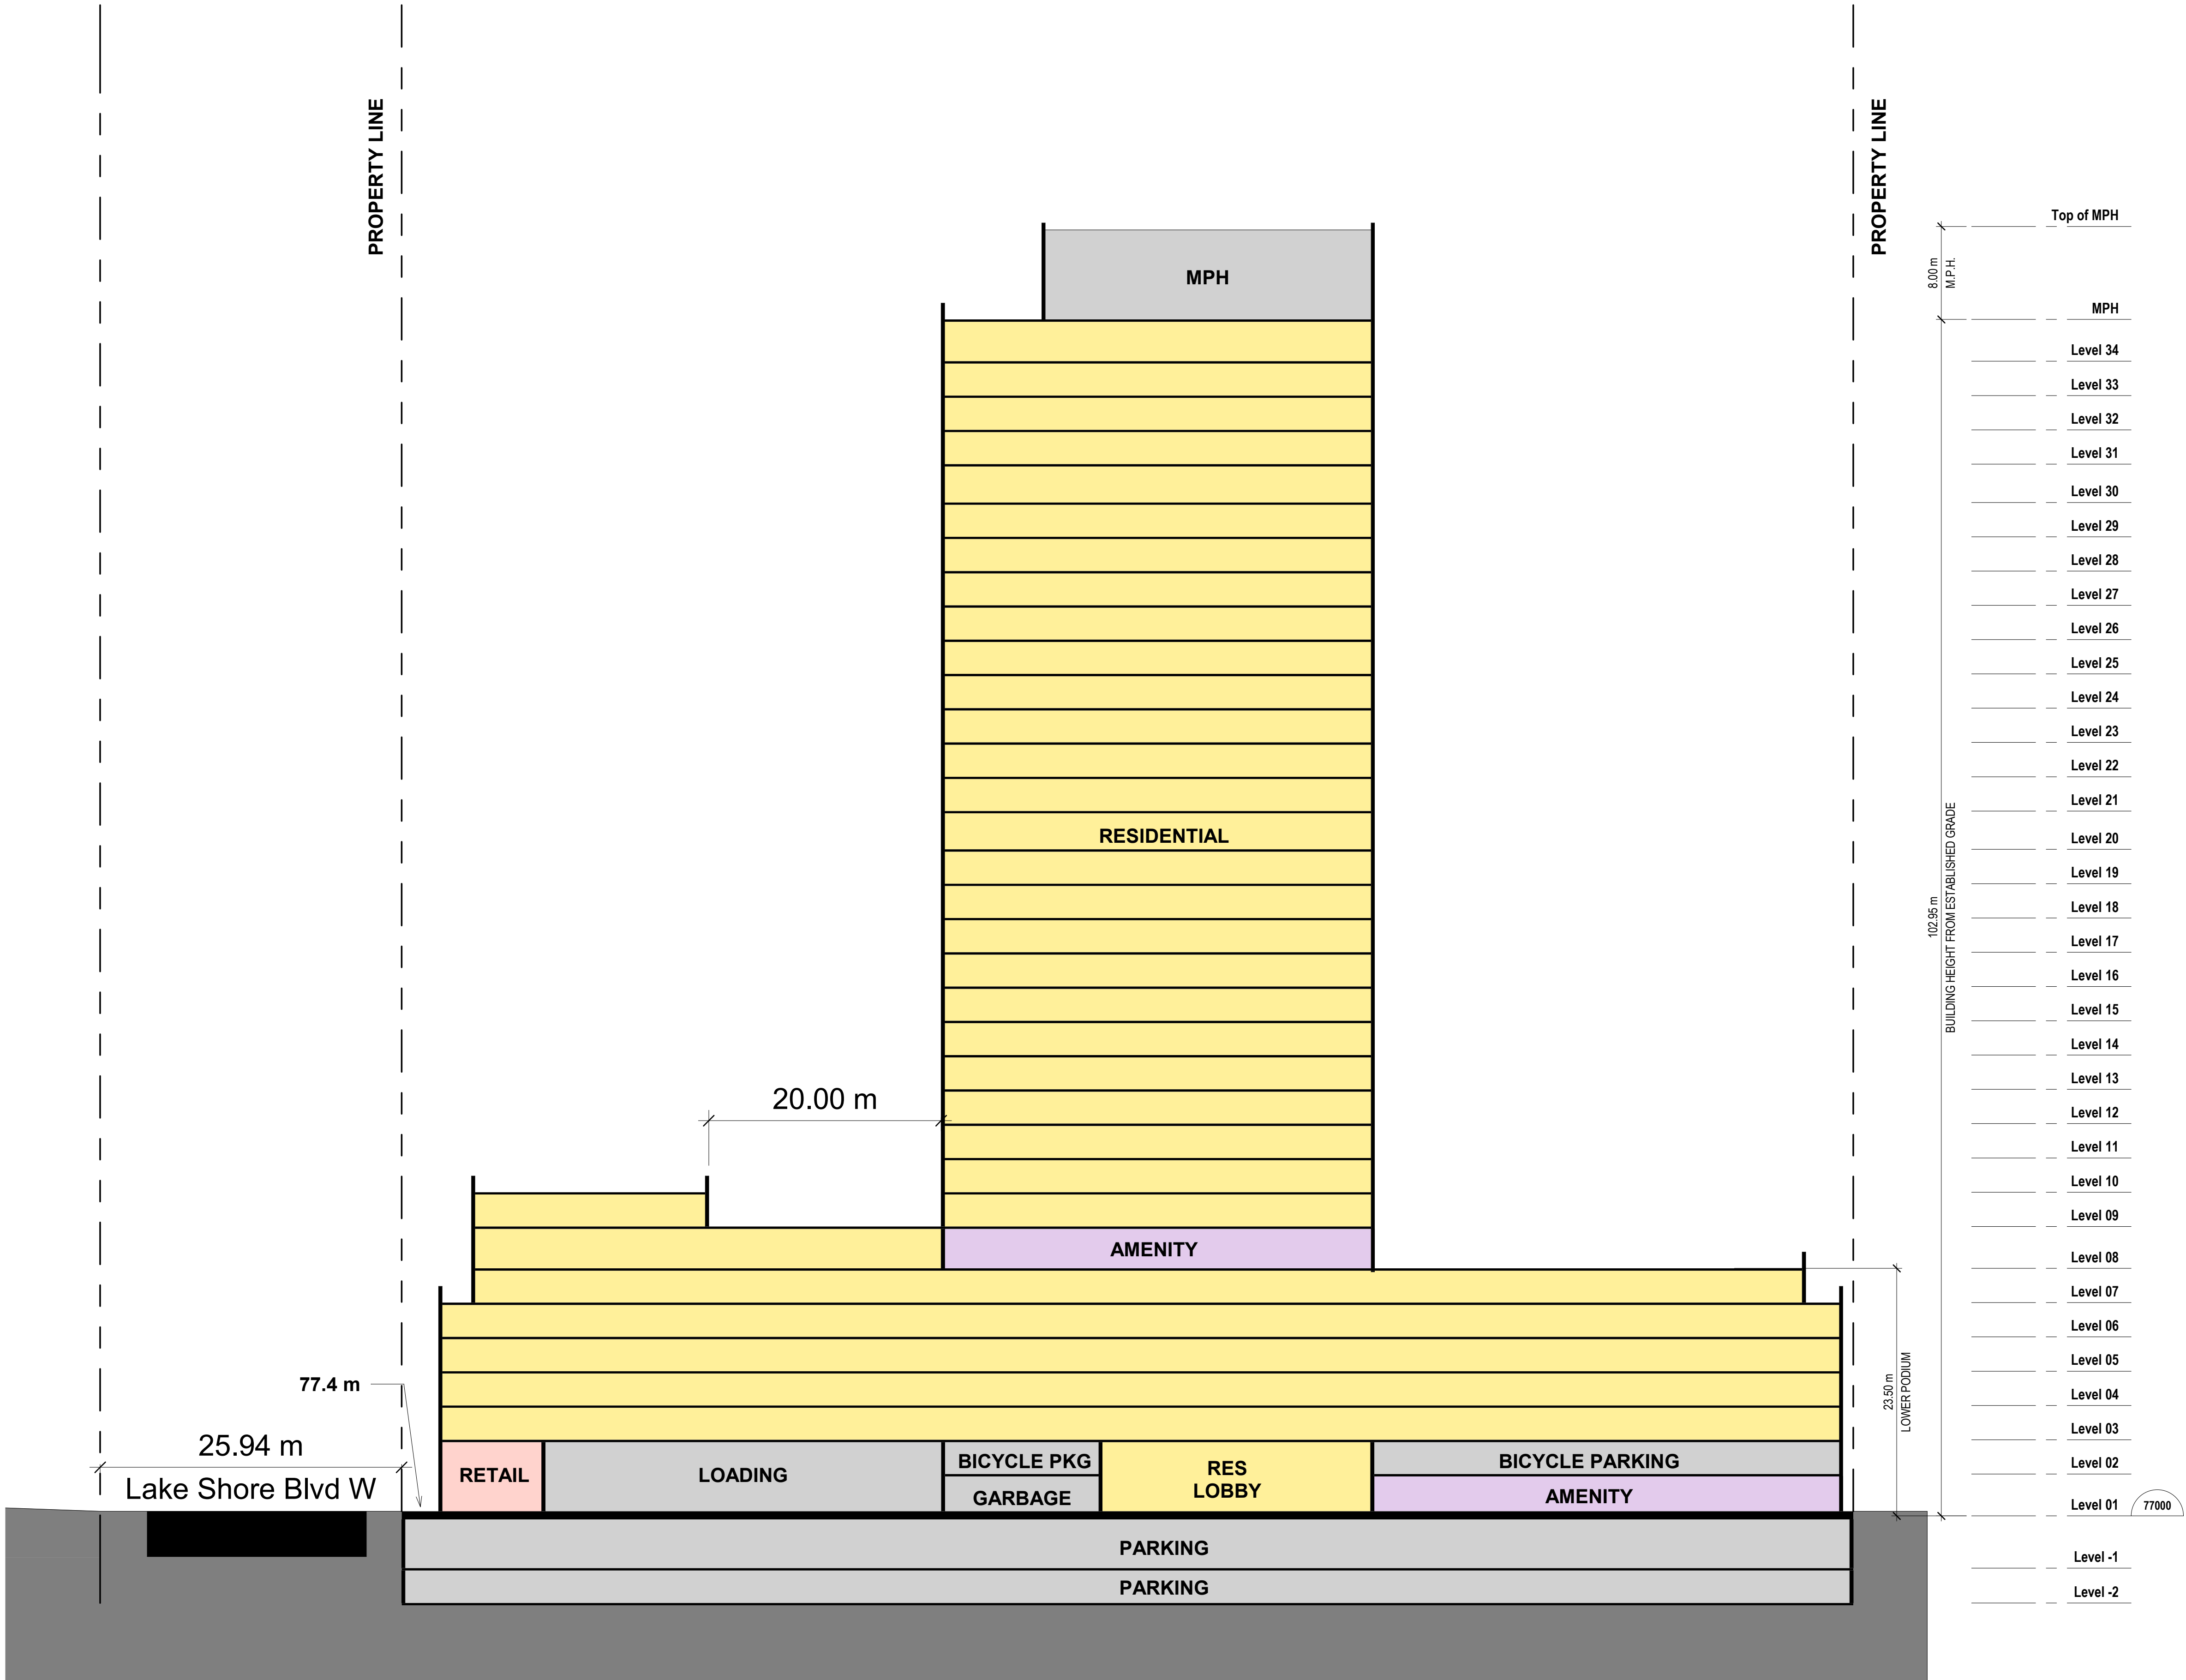 PROPERTY LINE
PROPERTY LINE
Top of MPH
8.00 m
M.P.H.
MPH
MPH
Level 34
Level 33
Level 32
Level 31
Level 30
Level 29
Level 28
Level 27
Level 26
Level 25
Level 24
Level 23
Level 22
Level 21
RESIDENTIAL
Level 20
Level 19
Level 18
Level 17
102.95 m
BUILDING HEIGHT FROM ESTABLISHED GRADE
Level 16
Level 15
Level 14
Level 13
20.00 m
Level 12
Level 11
Level 10
Level 09
AMENITY
Level 08
Level 07
Level 06
Level 05
77.4 m
23.50 m
LOWER PODIUM
Level 04
Level 03
25.94 m
Lake Shore Blvd W
RETAIL
LOADING
BICYCLE PKG
GARBAGE
RES
LOBBY
BICYCLE PARKING
AMENITY
Level 02
Level 01
77000
PARKING
Level -1
PARKING
Level -2